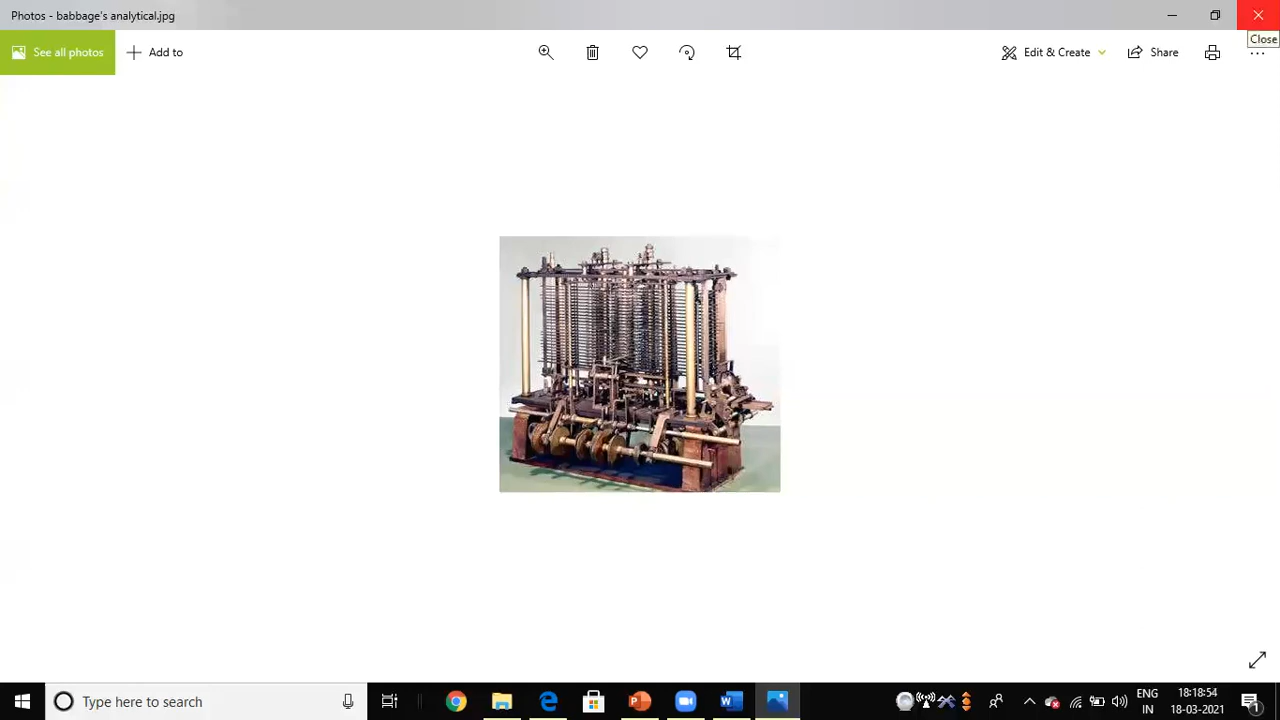 Photos - babbage's analytical.jpg
Close
See all photos
Add to
Edit & Create
Share
Type here to search
ENG
IN
18:18:54
18-03-2021
1